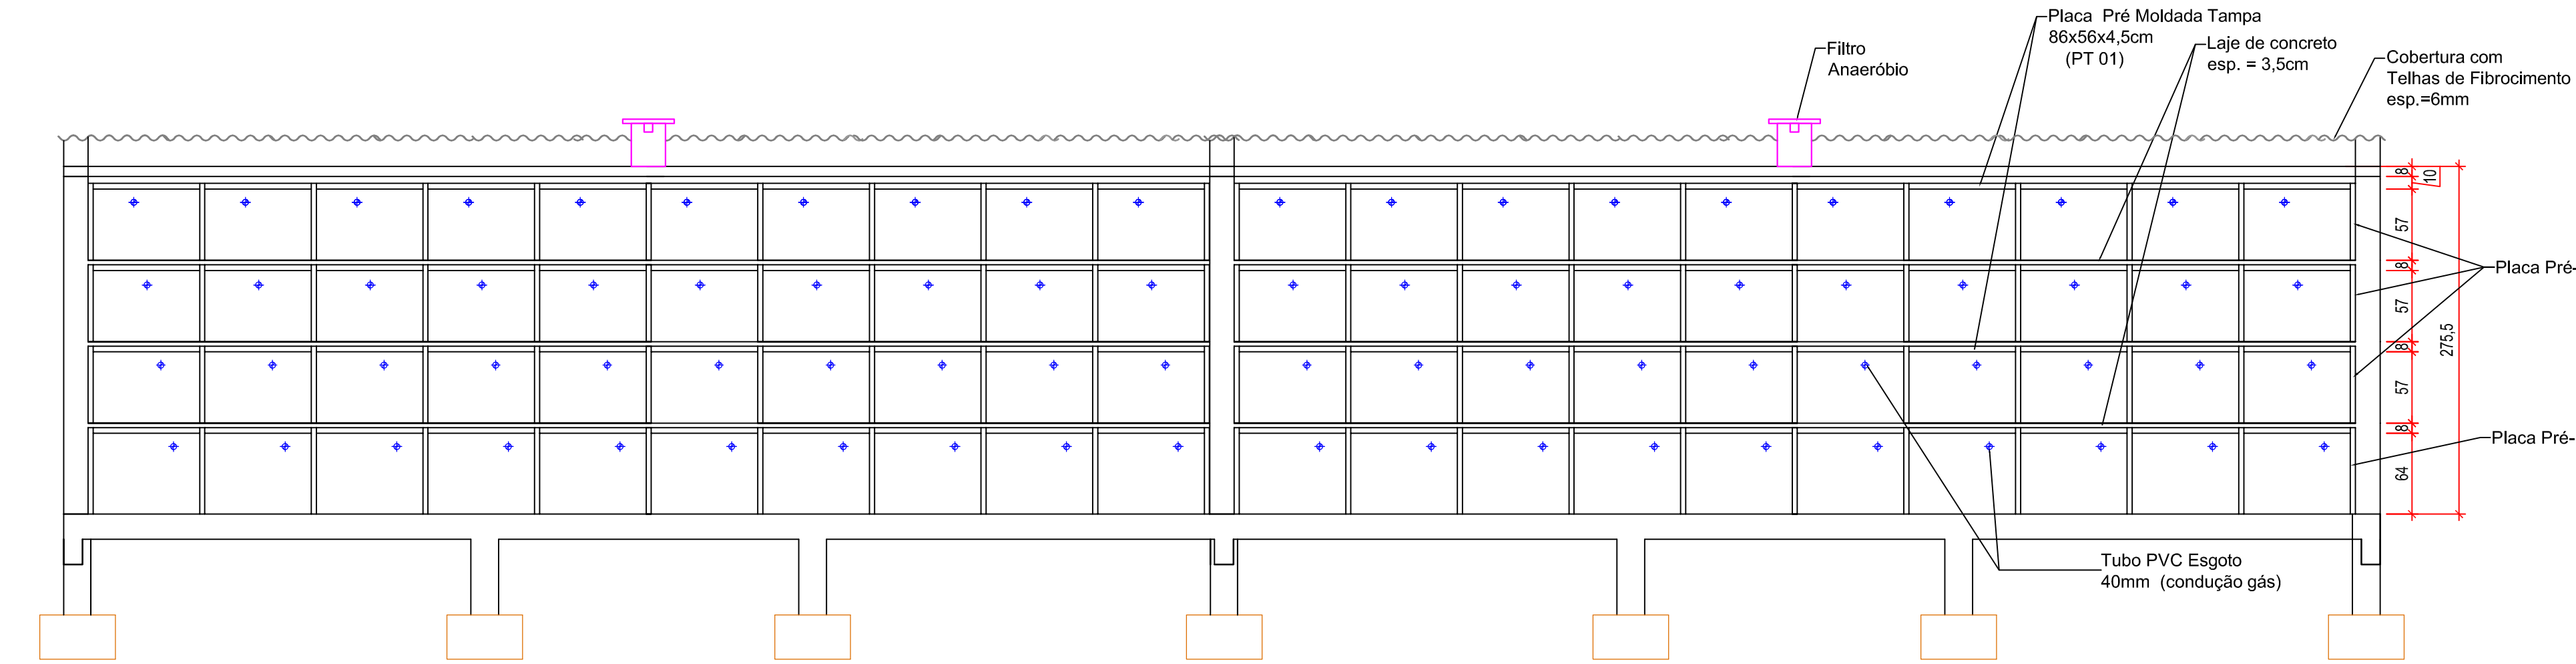 Placa Pré Moldada Tampa
86x56x4,5cm
(PT 01)
Filtro
Anaeróbio
Laje de concreto
esp. = 3,5cm
Cobertura com
Telhas de Fibrocimento
esp.=6mm
8
10
57
8
57
8
57
8
64
275,5
Placa Pré-
Placa Pré-
Tubo PVC Esgoto
40mm (condução gás)